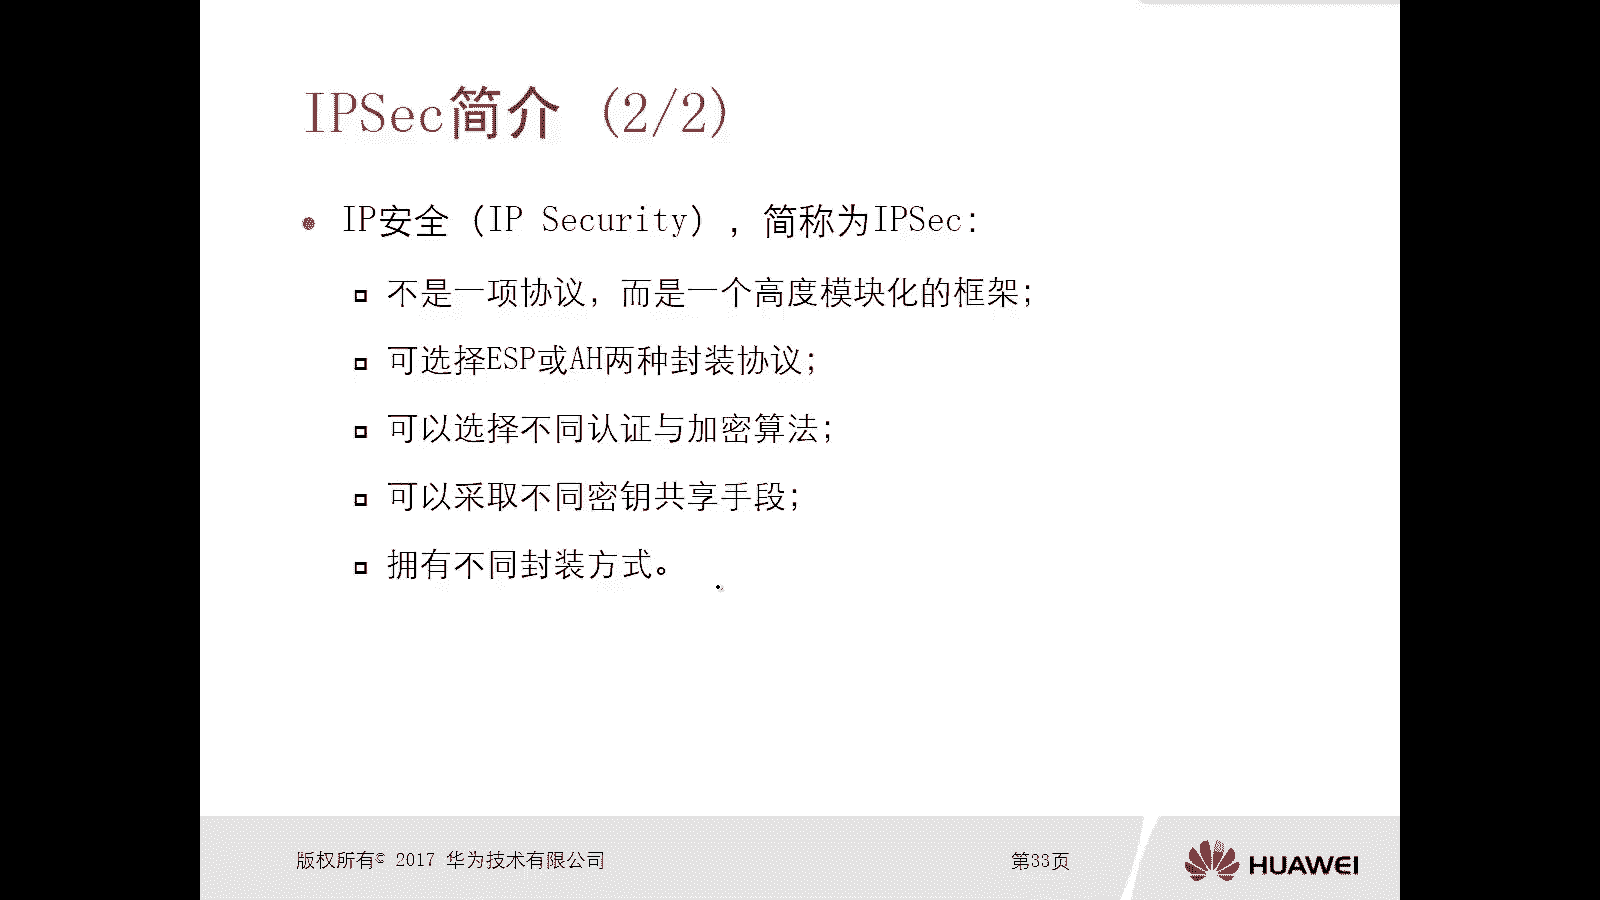 IPSec简介 (2/2)
IP安全（IP Security），简称为IPSec：
不是一项协议，而是一个高度模块化的框架；
可选择ESP或AH两种封装协议；
可以选择不同认证与加密算法；
可以采取不同密钥共享手段；
拥有不同封装方式。
版权所有© 2017 华为技术有限公司
第33页
HUAWEI